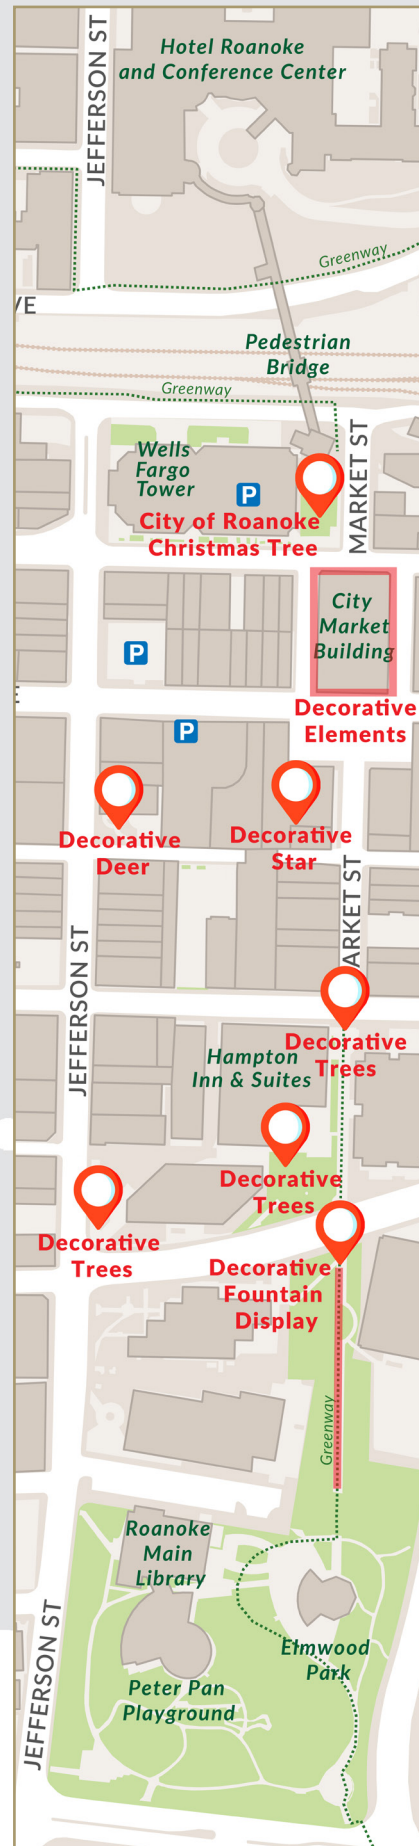 JEFFERSON ST
Hotel Roanoke
and Conference Center
Greenway
VE
Pedestrian
Bridge
Greenway
MARKET ST
Wells
Fargo
Tower
P
City of Roanoke
Christmas Tree
City
Market
Building
P
E
Decorative
Elements
P
Decorative
Deer
Decorative
Star
ARKET ST
JEFFERSON ST
Decorative
Trees
Hampton
Inn & Suites
Decorative
Trees
Decorative
Trees
Decorative
Fountain
Display
Greenway
Roanoke
Main
Library
JEFFERSON ST
Elmwood
Park
Peter Pan
Playground